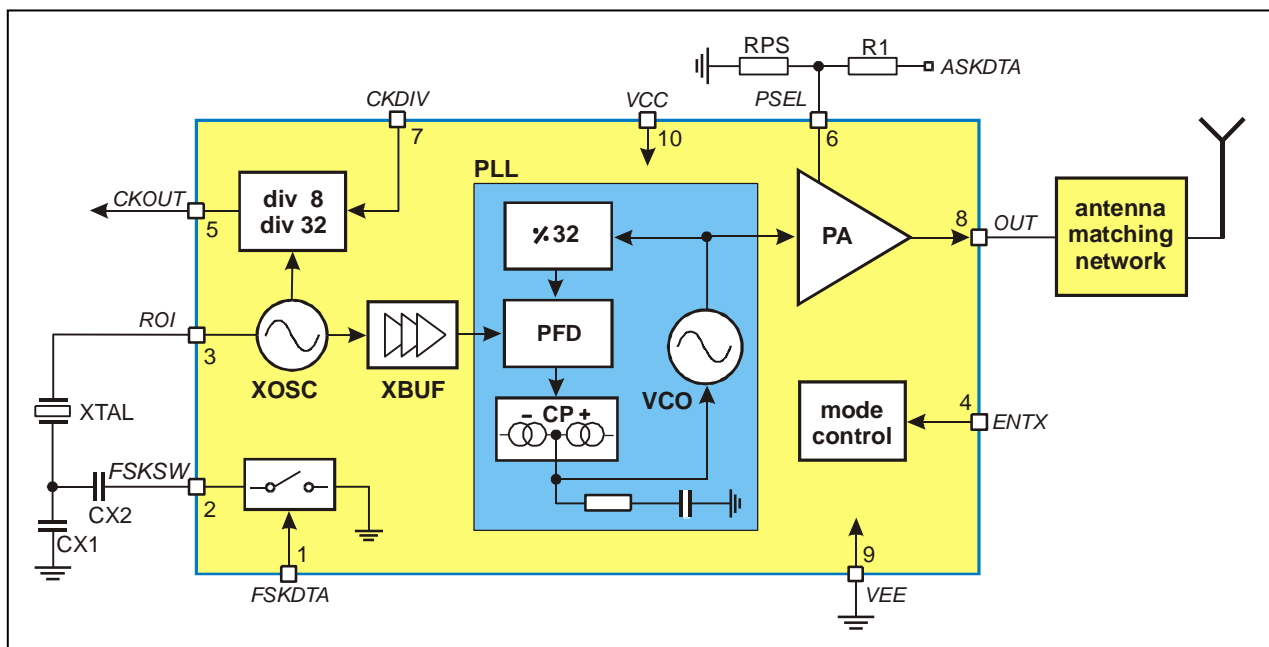 RPS
R1
ASKDTA
CKDIV
VCC
PSEL
7
10
6
PLL
CKOUT
5
div 8
div 32
% 32
PA
8
OUT
antenna
matching
network
ROI
3
XOSC
XBUF
PFD
VCO
XTAL
- CP +
mode
control
4
ENTX
FSKSW
2
CX2
CX1
1
FSKDTA
9
VEE